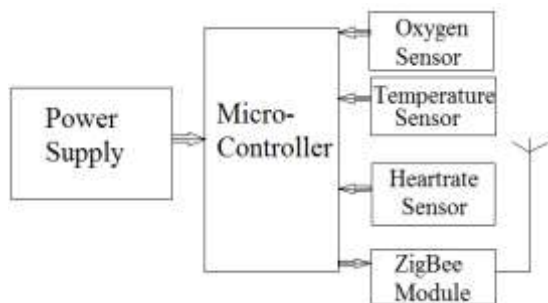 Power
Supply
Micro-
Controller
Oxygen
Sensor
Temperature
Sensor
Heartrate
Sensor
ZigBee
Module